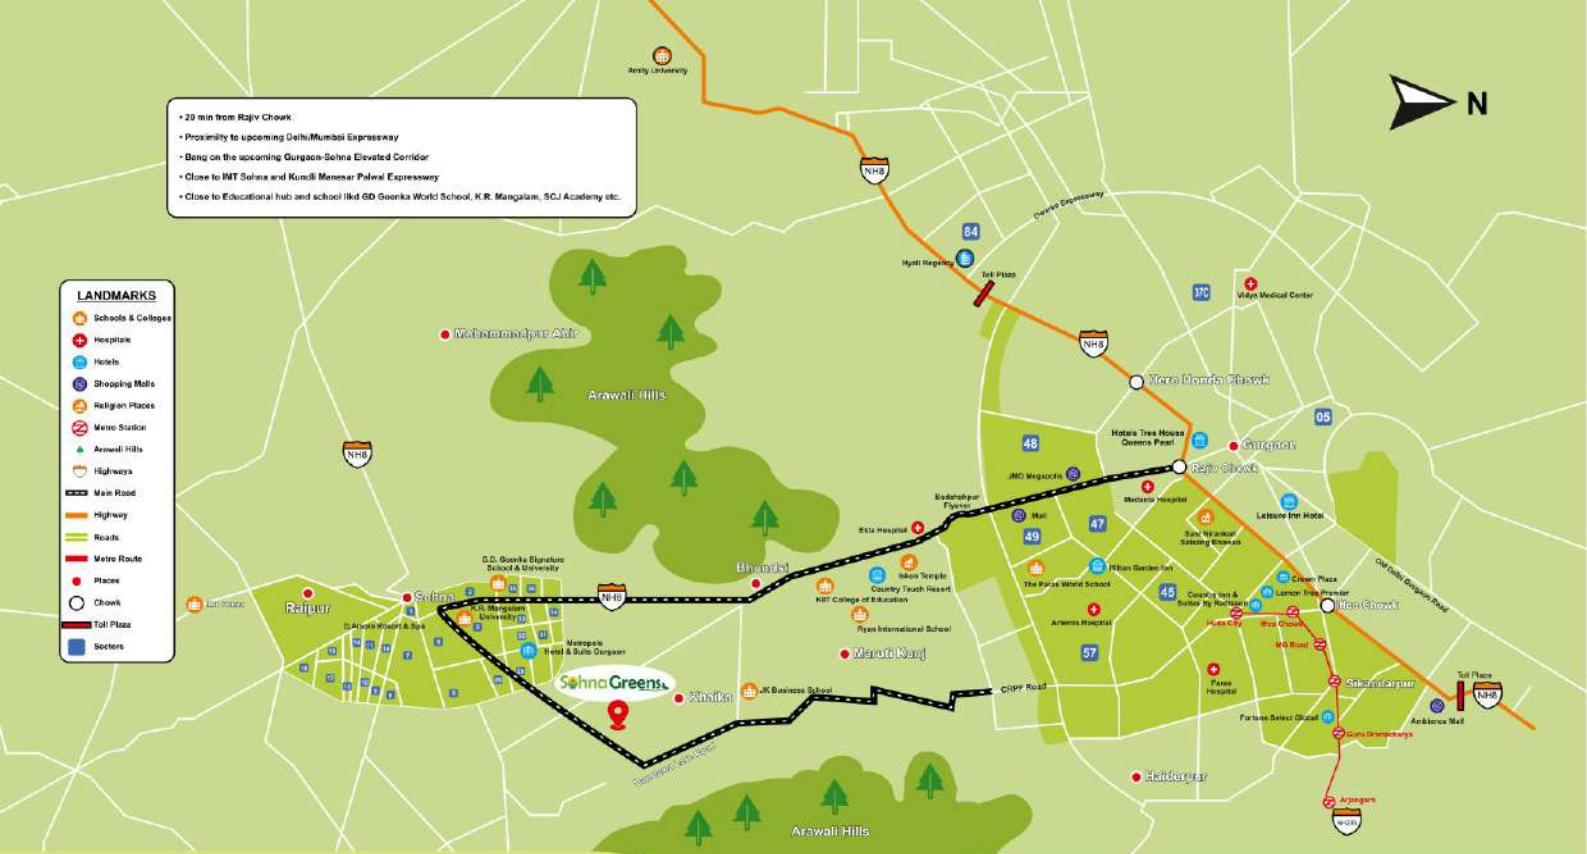 Amity University
• 20 min from Rajiv Chowk
• Proximiity to upcoming Delhi/Mumbai Expressway
• Bang on the upcoming Gurgaon-Sohna Elevated Corridor
• Close to IMT Sohna and Kundli Manesar Palwal Expressway
• Close to Educational hub and school likd GD Goenka World School, K.R. Mangalam, SCJ Academy etc.
N
NH8
Dwarka Expressway
84
Hyatt Regency
Toll Plaza
37C
Vidya Medical Center
NH8
Hero Honda Chowk
LANDMARKS
Schools & Collages
Hospitals
Hotels
Shopping Malls
Religion Places
Metro Station
Arawali Hills
Highways
Main Road
Highway
Roads
Metro Route
Places
Chowk
Toll Plaza
Sectors
Mohammadpur Ahir
Arawali Hills
NH8
05
48
Hotels Tree House
Queens Pearl
Gurgaon
Rajiv Chowk
JMD Megapolis
Medanta Hospital
Badshahpur
Flyover
Mall
47
49
Leisure Inn Hotel
Sant Nirankari
Satsang Bhawan
Ekta Hospital
Iskon Temple
Country Touch Resort
The Paras World School
Hilton Garden Inn
Old Delhi Gurgaon Road
Crown Plaza
Lemon Tree Premier
Country Inn &
Suites by Radisson
45
Iffco Chowk
Huda City
Iffco Chowk
MG Road
Artemis Hospital
57
Bhondsi
G.D. Goenka Signature
School & University
NH8
KIIT College of Education
Ryan International School
Raipur
Sohna
K.R. Mangalam
University
D.Amora Resort & Spa
Metropole
Hotel & Suite Gurgaon
Maruti Kunj
SohnaGreens
Khaika
JK Business School
CRPF Road
Paras
Hospital
Sikandarpur
Toll Plaza
NH8
Ambience Mall
Fortune Select Global
Guru Dronacharya
Haiderpur
Arjangarh
Arawali Hills